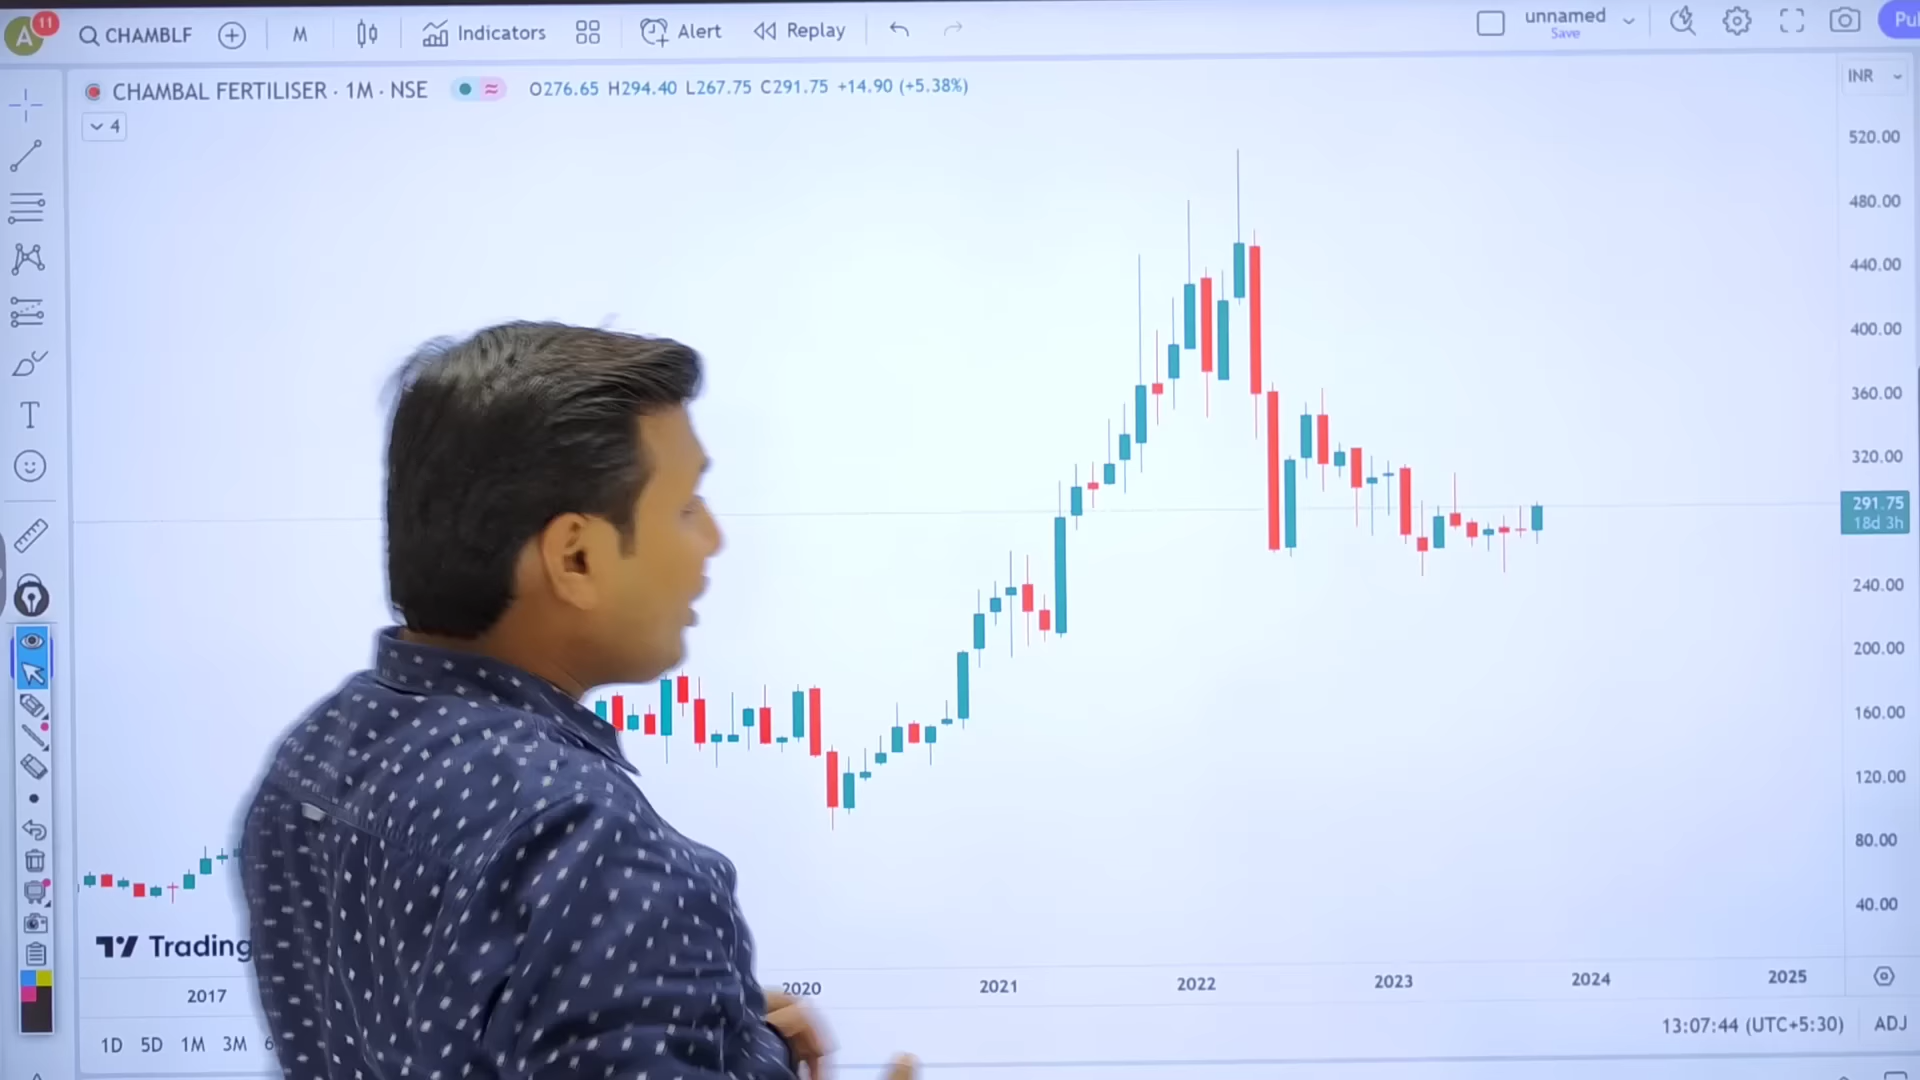 A 11 CHAMBLF M Indicators Alert Replay unnamed Pu
Save
CHAMBAL FERTILISER · 1M · NSE O276.65 H294.40 L267.75 C291.75 +14.90 (+5.38%) INR
4
520.00
480.00
440.00
400.00
360.00
320.00
291.75
18d 3h
240.00
200.00
160.00
120.00
80.00
40.00
T
Trading
2017 2020 2021 2022 2023 2024 2025
1D 5D 1M 3M 6 13:07:44 (UTC+5:30) ADJ